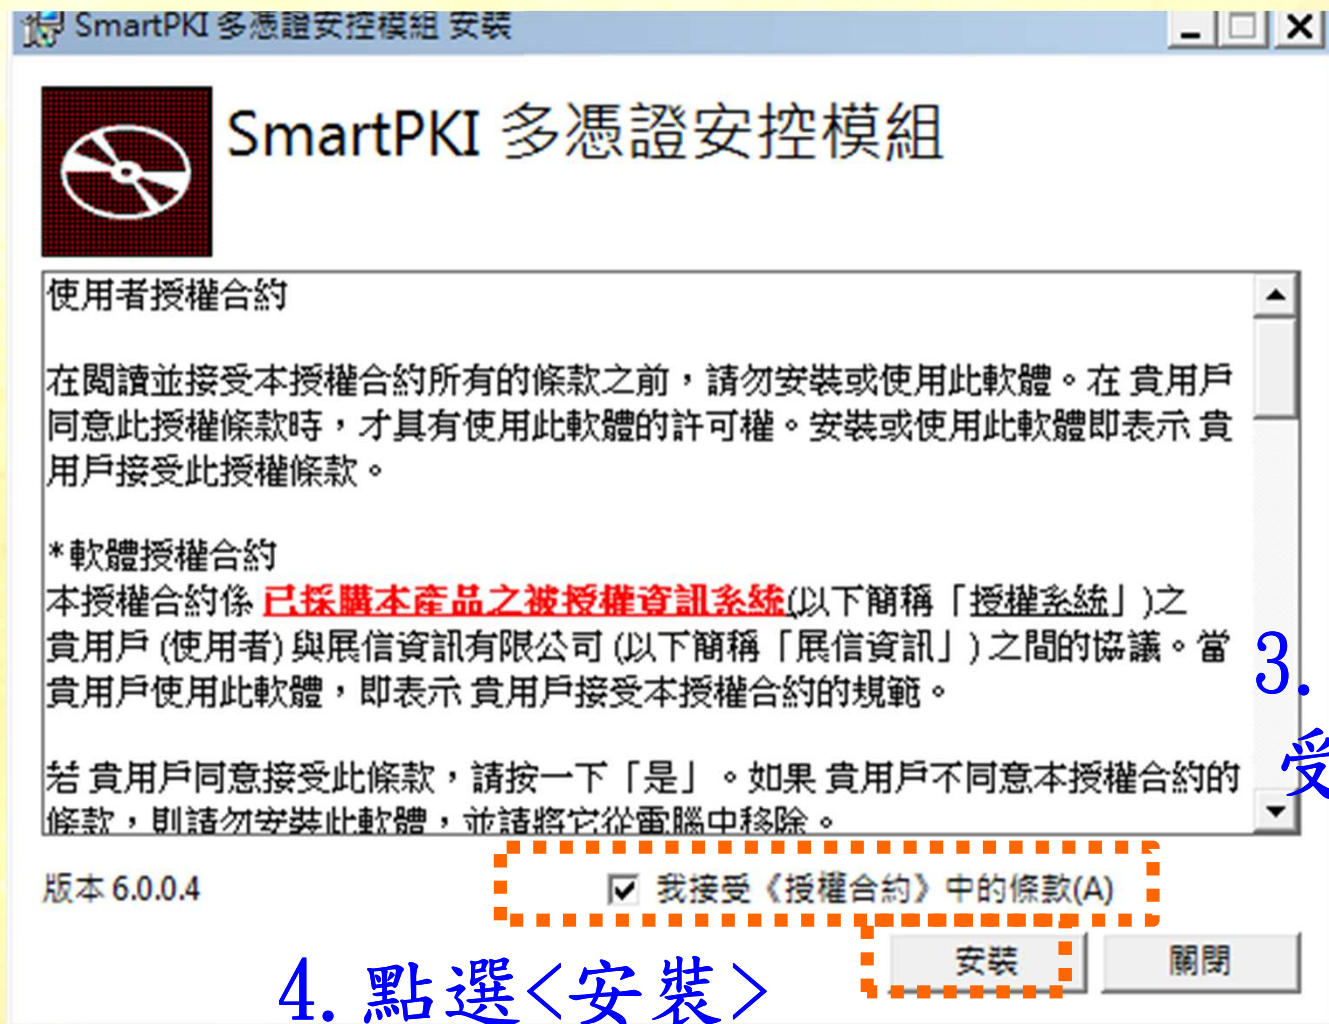 SmartPKI 多憑證安控模組 安裝
SmartPKI 多憑證安控模組
使用者授權合約
在閱讀並接受本授權合約所有的條款之前，請勿安裝或使用此軟體。在 貴用戶
同意此授權條款時，才具有使用此軟體的許可權。安裝或使用此軟體即表示 貴
用戶接受此授權條款。
*軟體授權合約
本授權合約係 已採購本產品之被授權資訊系統(以下簡稱「授權系統」)之
貴用戶 (使用者) 與展信資訊有限公司 (以下簡稱「展信資訊」) 之間的協議。當
貴用戶使用此軟體，即表示 貴用戶接受本授權合約的規範。
3.
受
若 貴用戶同意接受此條款，請按一下「是」。如果 貴用戶不同意本授權合約的
條款，則請勿安裝此軟體，並請將它從電腦中移除。
版本 6.0.0.4
我接受《授權合約》中的條款(A)
安裝
關閉
4.點選<安裝>